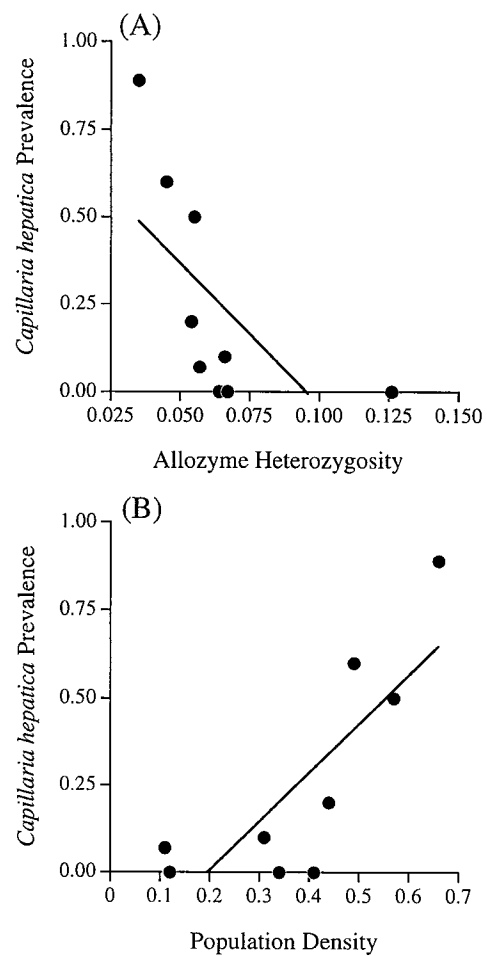 (A)
Capillaria hepatica Prevalence
1.00
0.75
0.50
0.25
0.00
0.025 0.050 0.075 0.100 0.125 0.150
Allozyme Heterozygosity
(B)
Capillaria hepatica Prevalence
1.00
0.75
0.50
0.25
0.00
0 0.1 0.2 0.3 0.4 0.5 0.6 0.7
Population Density